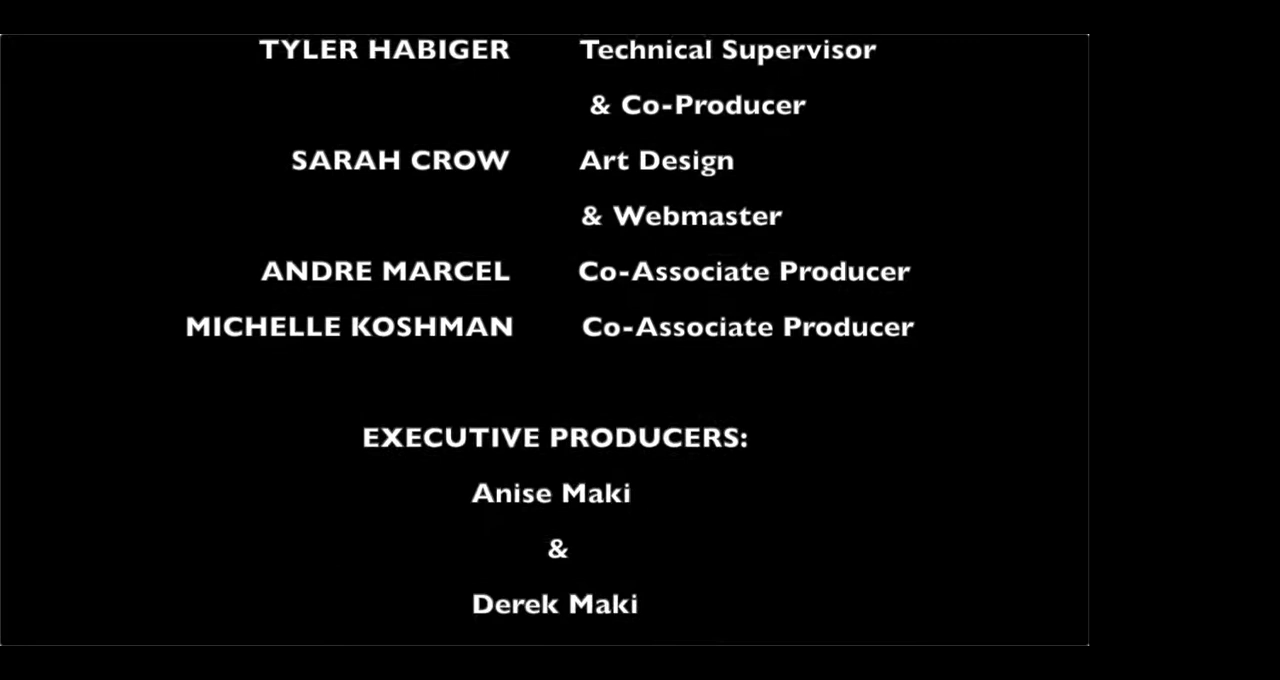 TYLER HABIGER Technical Supervisor
& Co-Producer
SARAH CROW Art Design
& Webmaster
ANDRE MARCEL Co-Associate Producer
MICHELLE KOSHMAN Co-Associate Producer
EXECUTIVE PRODUCERS:
Anise Maki
&
Derek Maki